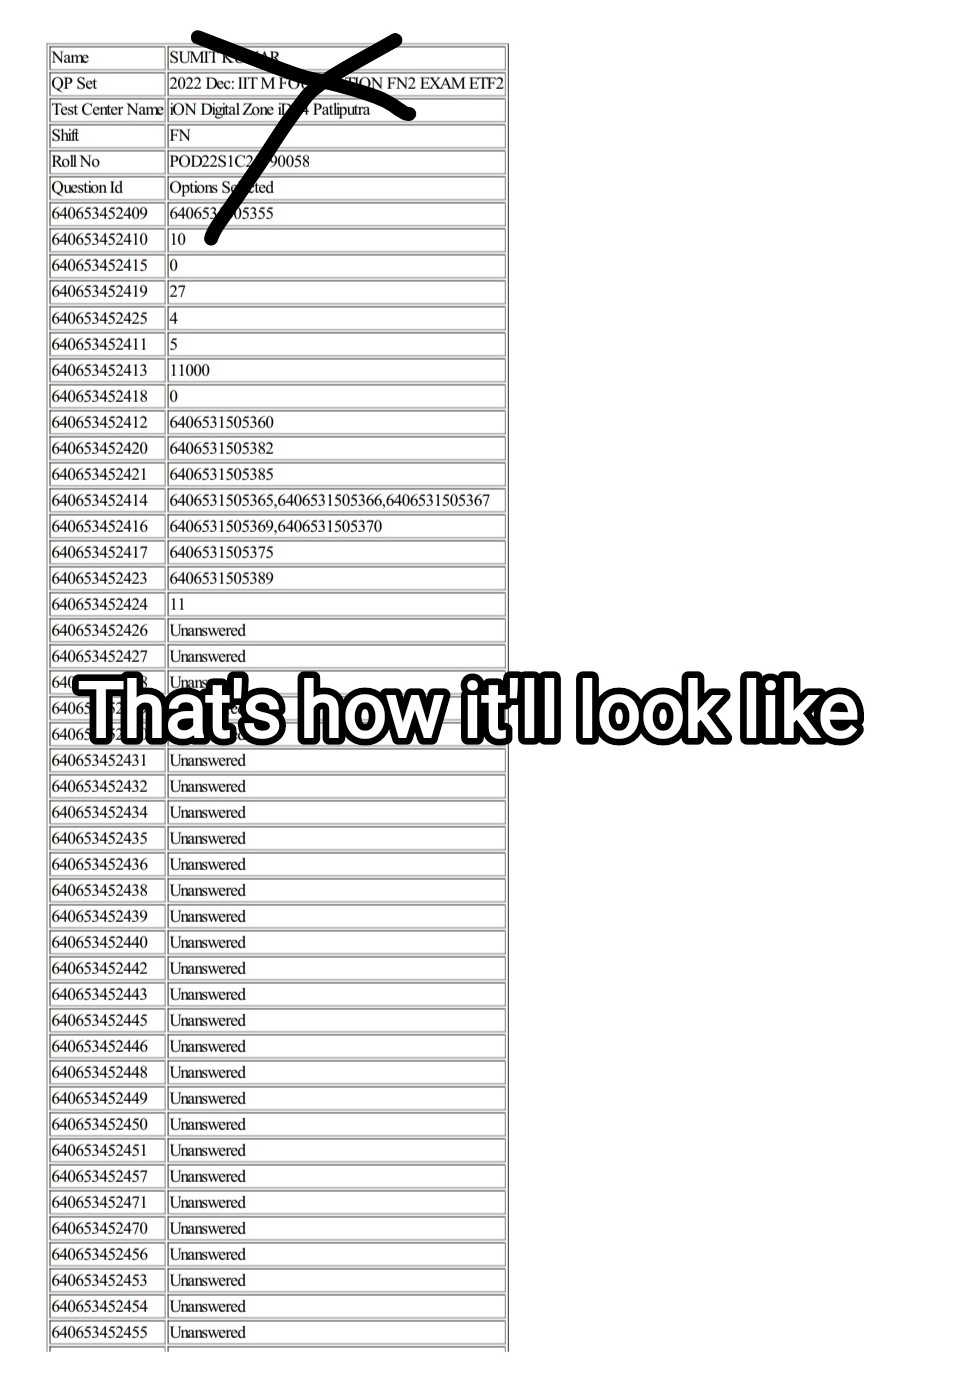 Name SUMIT
QP Set 2022 Dec: IIT M FN2 EXAM ETF2
Test Center Name iON Digital Zone Patliputra
Shift FN
Roll No
Question Id Options Selected
640653452409
640653452410 10
640653452415 0
640653452419 27
640653452425 4
640653452411 5
640653452413 11000
640653452418 0
640653452412 6406531505360
640653452420 6406531505382
640653452421 6406531505385
640653452414 6406531505365,6406531505366,6406531505367
640653452416 6406531505369,6406531505370
640653452417 6406531505375
640653452423 6406531505389
640653452424 11
640653452426 Unanswered
640653452427 Unanswered
That's how it'll look like
640653452431 Unanswered
640653452432 Unanswered
640653452434 Unanswered
640653452435 Unanswered
640653452436 Unanswered
640653452438 Unanswered
640653452439 Unanswered
640653452440 Unanswered
640653452442 Unanswered
640653452443 Unanswered
640653452445 Unanswered
640653452446 Unanswered
640653452448 Unanswered
640653452449 Unanswered
640653452450 Unanswered
640653452451 Unanswered
640653452457 Unanswered
640653452471 Unanswered
640653452470 Unanswered
640653452456 Unanswered
640653452453 Unanswered
640653452454 Unanswered
640653452455 Unanswered